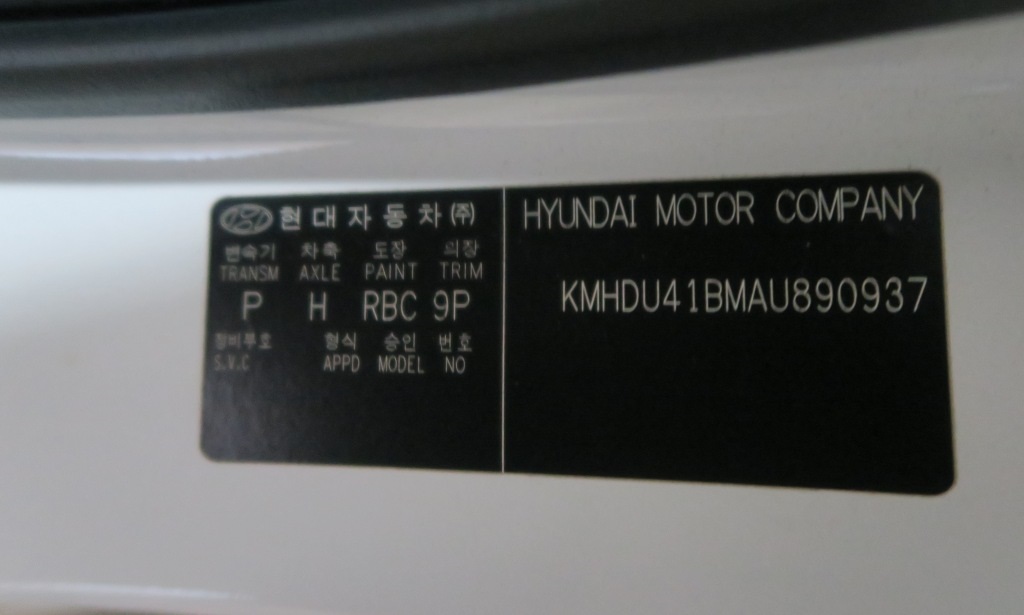 현대자동차㈜
변속기 차축 도장 의장
TRANSM AXLE PAINT TRIM
P H RBC 9P
정비부호 형식 승인 번호
S.V.C APPD MODEL NO
HYUNDAI MOTOR COMPANY
KMHDU41BMAU890937